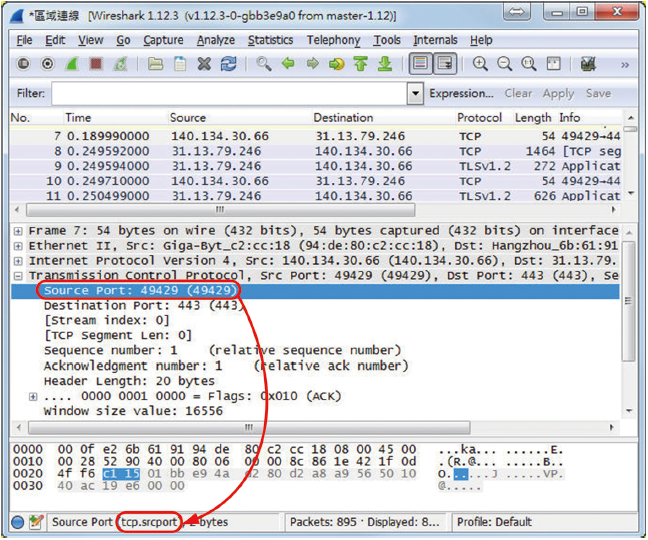 *區域連線 [Wireshark 1.12.3 (v1.12.3-0-gbb3e9a0 from master-1.12)]
File Edit View Go Capture Analyze Statistics Telephony Tools Internals Help
Filter: Expression... Clear Apply Save
No. Time Source Destination Protocol Length Info
7 0.189990000 140.134.30.66 31.13.79.246 TCP 54 49429→44
8 0.249592000 31.13.79.246 140.134.30.66 TCP 1464 [TCP seg
9 0.249594000 31.13.79.246 140.134.30.66 TLSv1.2 272 Applicat
10 0.249710000 140.134.30.66 31.13.79.246 TCP 54 49429→44
11 0.250499000 140.134.30.66 31.13.79.246 TLSv1.2 626 Applicat
Frame 7: 54 bytes on wire (432 bits), 54 bytes captured (432 bits) on interface
Ethernet II, Src: Giga-Byt_c2:cc:18 (94:de:80:c2:cc:18), Dst: Hangzhou_6b:61:91
Internet Protocol Version 4, Src: 140.134.30.66 (140.134.30.66), Dst: 31.13.79.
Transmission Control Protocol, Src Port: 49429 (49429), Dst Port: 443 (443), Se
Source Port: 49429 (49429)
Destination Port: 443 (443)
[Stream index: 0]
[TCP Segment Len: 0]
Sequence number: 1 (relative sequence number)
Acknowledgment number: 1 (relative ack number)
Header Length: 20 bytes
.... 0000 0001 0000 = Flags: 0x010 (ACK)
Window size value: 16556
0000 00 0f e2 6b 61 91 94 de 80 c2 cc 18 08 00 45 00 ...ka... ......E.
0010 00 28 52 90 40 00 80 06 00 00 8c 86 1e 42 1f 0d .(R.@... .....B..
0020 4f f6 c1 15 01 bb e9 4a d2 80 d2 a8 a9 56 50 10 O......J .....VP.
0030 40 ac 19 e6 00 00 @.....
Source Port (tcp.srcport), 2 bytes Packets: 895 · Displayed: 8... Profile: Default